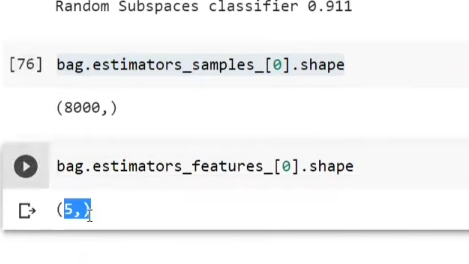 Random Subspaces classifier 0.911
[76] bag.estimators_samples_[0].shape
(8000,)
bag.estimators_features_[0].shape
(5,)